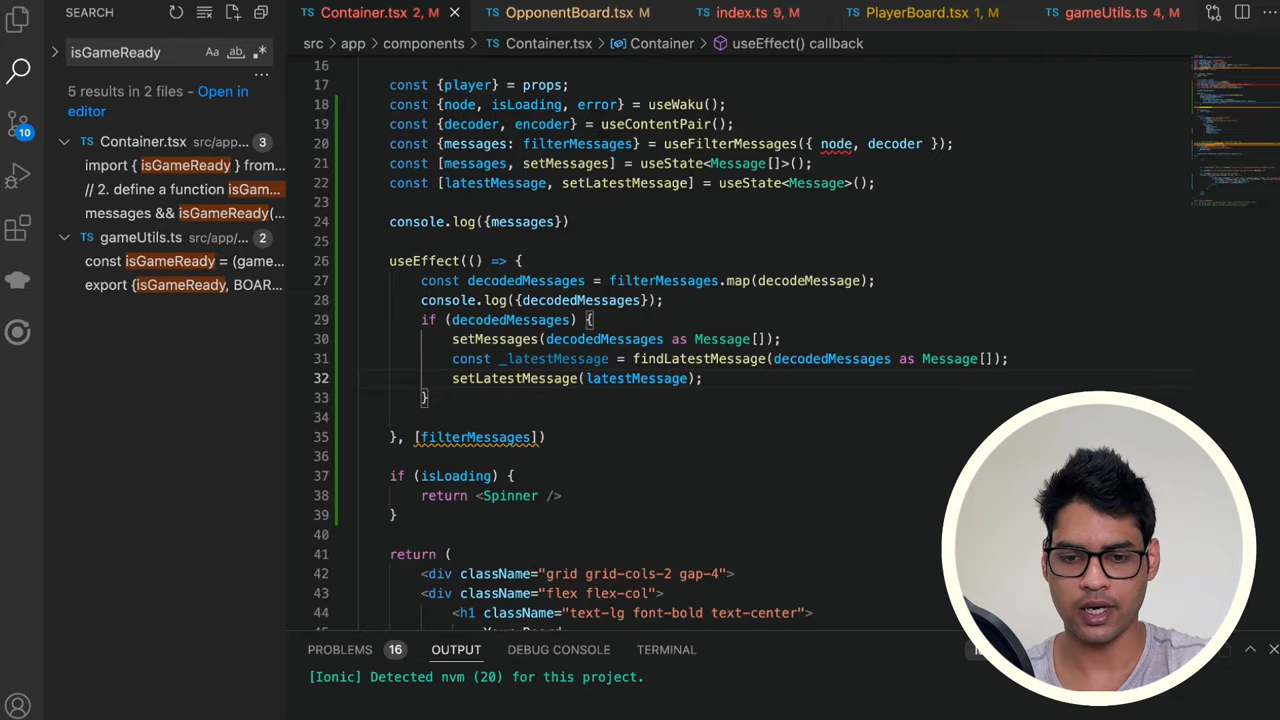 SEARCH
isGameReady
Aa ab .*
5 results in 2 files - Open in
editor
Container.tsx src/app... 3
import { isGameReady } from...
// 2. define a function isGam...
messages && isGameReady(...
gameUtils.ts src/app/... 2
const isGameReady = (game...
export {isGameReady, BOAR...
10
TS Container.tsx 2, M
TS OpponentBoard.tsx M
TS index.ts 9, M
TS PlayerBoard.tsx 1, M
TS gameUtils.ts 4, M
src > app > components > TS Container.tsx > Container > useEffect() callback
16
17 const {player} = props;
18 const {node, isLoading, error} = useWaku();
19 const {decoder, encoder} = useContentPair();
20 const {messages: filterMessages} = useFilterMessages({ node, decoder });
21 const [messages, setMessages] = useState<Message[]>();
22 const [latestMessage, setLatestMessage] = useState<Message>();
23
24 console.log({messages})
25
26 useEffect(() => {
27 const decodedMessages = filterMessages.map(decodeMessage);
28 console.log({decodedMessages});
29 if (decodedMessages) {
30 setMessages(decodedMessages as Message[]);
31 const _latestMessage = findLatestMessage(decodedMessages as Message[]);
32 setLatestMessage(latestMessage);
33 }
34
35 }, [filterMessages])
36
37 if (isLoading) {
38 return <Spinner />
39 }
40
41 return (
42 <div className="grid grid-cols-2 gap-4">
43 <div className="flex flex-col">
44 <h1 className="text-lg font-bold text-center">
PROBLEMS 16 OUTPUT DEBUG CONSOLE TERMINAL
[Ionic] Detected nvm (20) for this project.